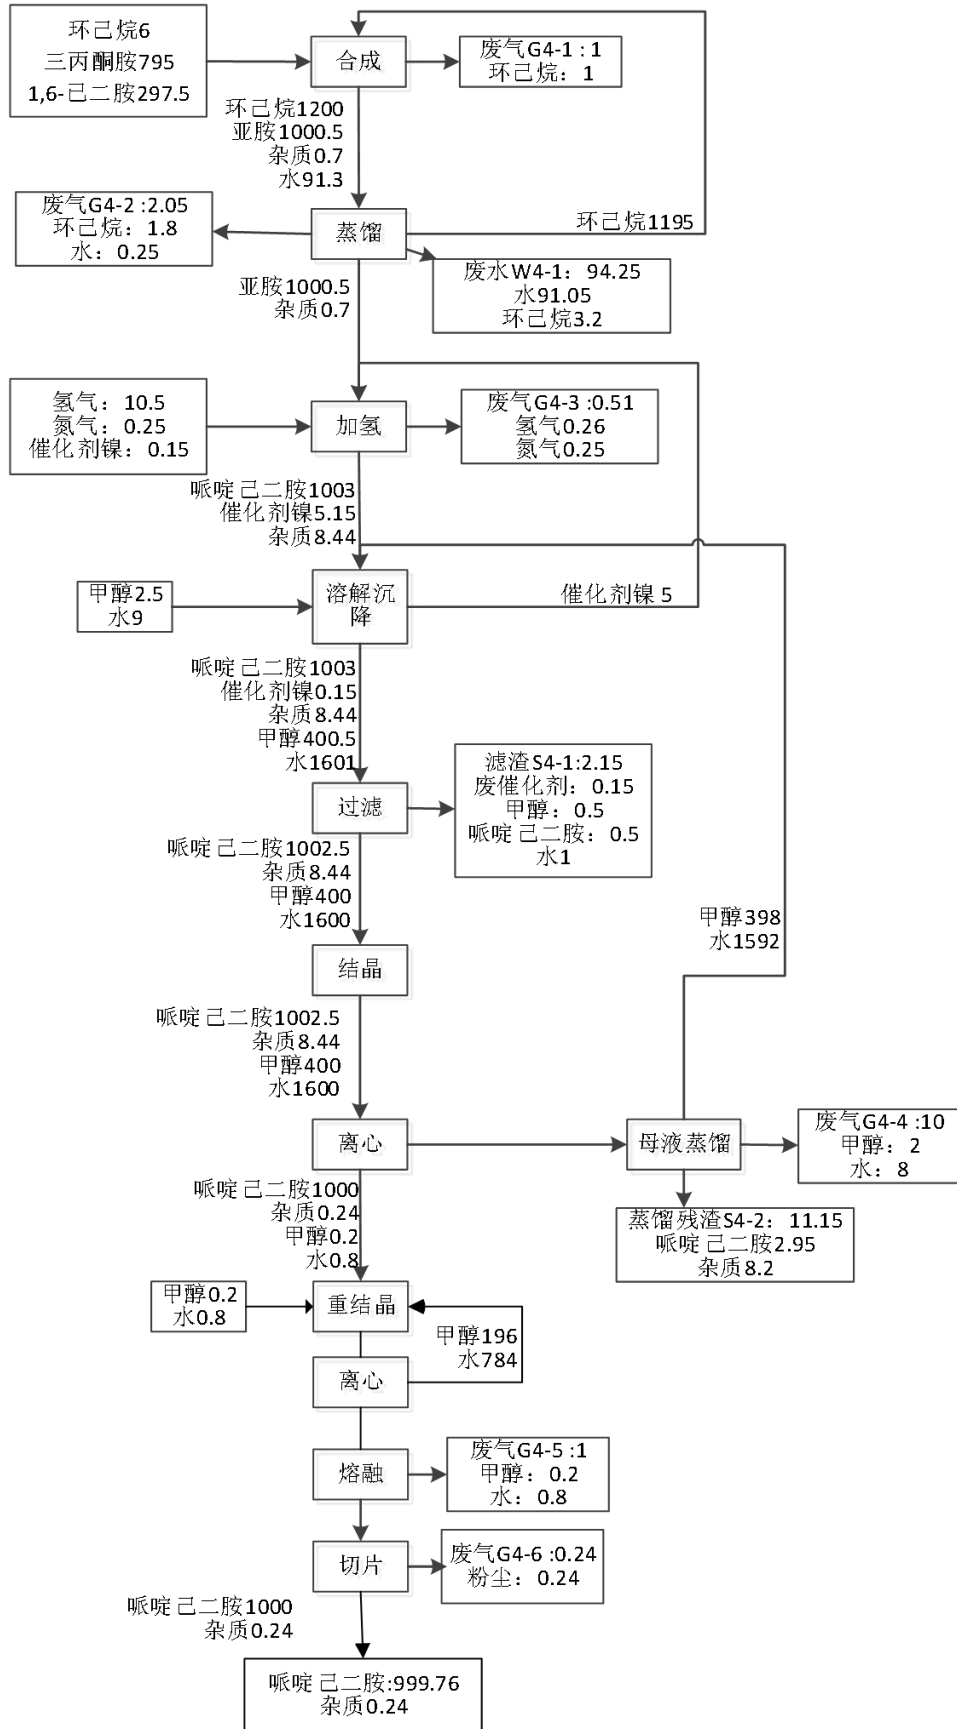 环己烷6
三丙酮胺795
1,6-己二胺297.5
合成
废气G4-1 : 1
环己烷：1
环己烷1200
亚胺1000.5
杂质0.7
水91.3
废气G4-2 :2.05
环己烷：1.8
水：0.25
蒸馏
环己烷1195
废水W4-1：94.25
水91.05
环己烷3.2
亚胺1000.5
杂质0.7
氢气：10.5
氮气：0.25
催化剂镍：0.15
加氢
废气G4-3 :0.51
氢气0.26
氮气0.25
哌啶己二胺1003
催化剂镍5.15
杂质8.44
甲醇2.5
水9
溶解沉
降
催化剂镍 5
哌啶己二胺1003
催化剂镍0.15
杂质8.44
甲醇400.5
水1601
过滤
滤渣S4-1:2.15
废催化剂：0.15
甲醇：0.5
哌啶己二胺：0.5
水1
哌啶己二胺1002.5
杂质8.44
甲醇400
水1600
甲醇398
水1592
结晶
哌啶己二胺1002.5
杂质8.44
甲醇400
水1600
离心
母液蒸馏
废气G4-4 :10
甲醇：2
水：8
哌啶己二胺1000
杂质0.24
甲醇0.2
水0.8
蒸馏残渣S4-2：11.15
哌啶己二胺2.95
杂质8.2
甲醇0.2
水0.8
重结晶
甲醇196
水784
离心
熔融
废气G4-5 :1
甲醇：0.2
水：0.8
切片
废气G4-6 :0.24
粉尘：0.24
哌啶己二胺1000
杂质0.24
哌啶己二胺:999.76
杂质0.24